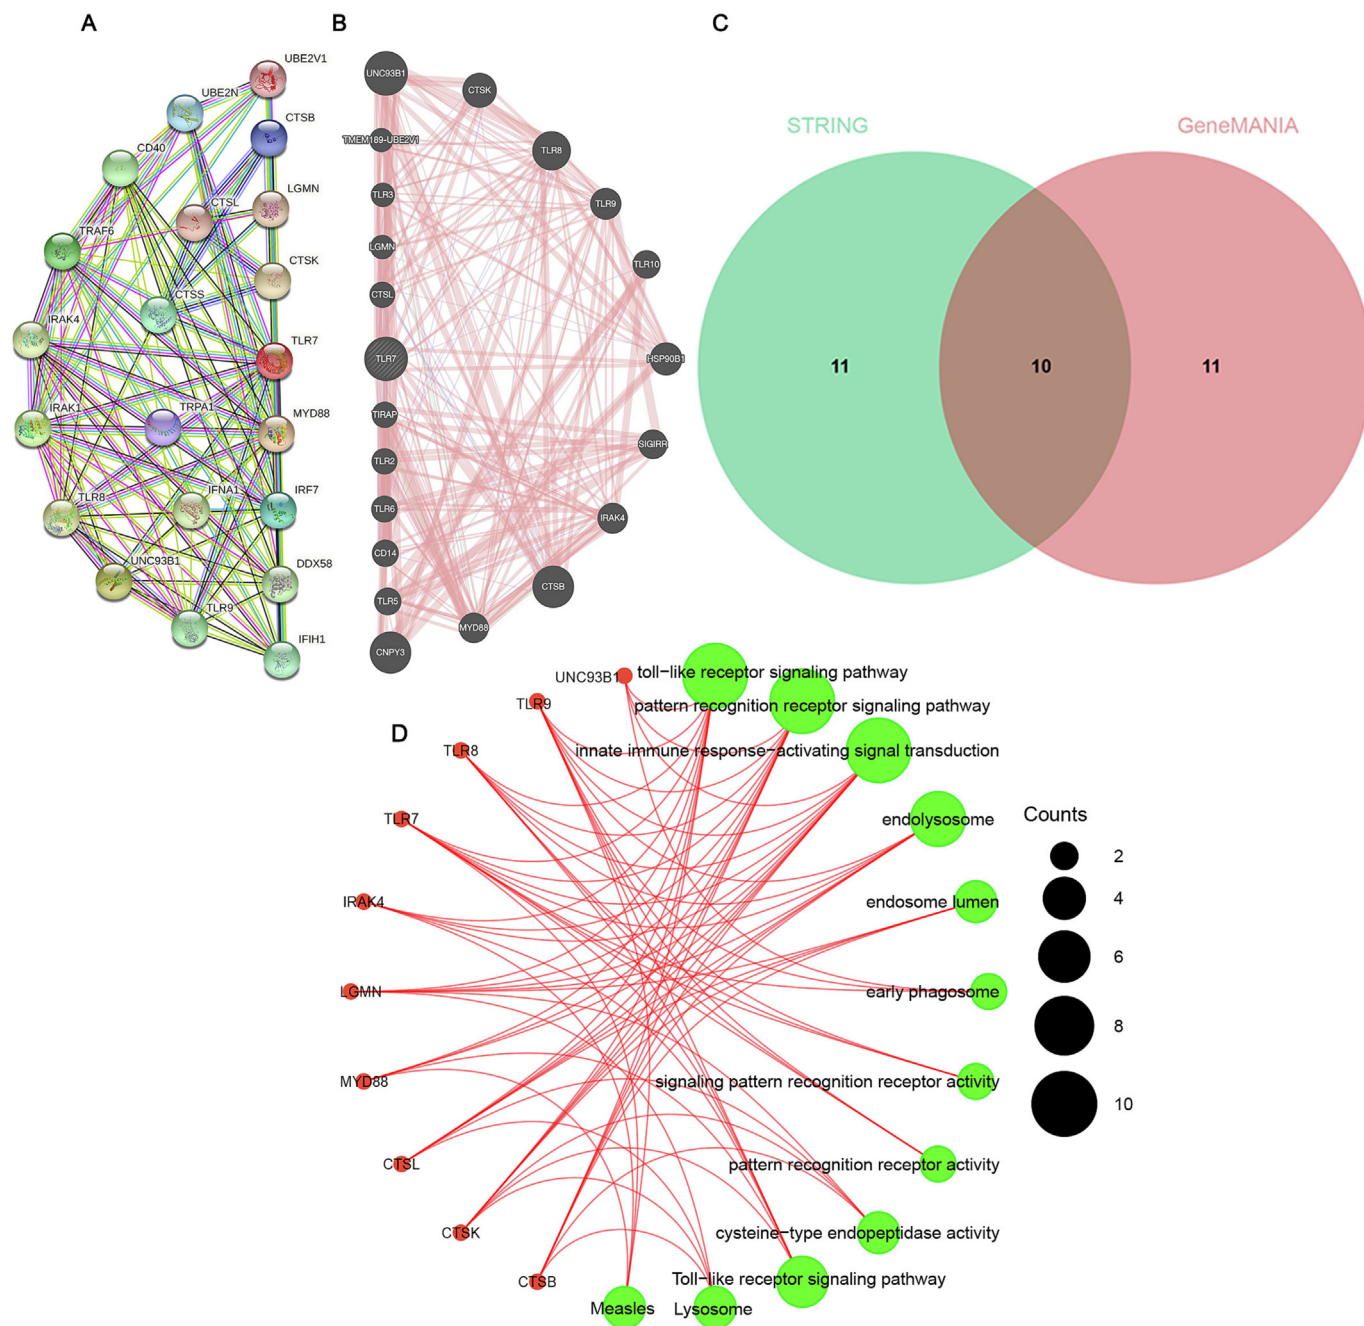 A
UBE2V1
UBE2N
CTSB
CD40
LGMN
CTSL
TRAF6
CTSK
CTSS
IRAK4
TLR7
IRAK1
TRPA1
MYD88
TLR8
IFNA1
IRF7
UNC93B1
DDX58
TLR9
IFIH1
B
UNC93B1
CTSK
TMEM189-UBE2V1
TLR8
TLR3
TLR9
LGMN
TLR10
CTSL
TLR7
HSP90B1
TIRAP
SIGIRR
TLR2
TLR6
IRAK4
CD14
CTSB
TLR5
MYD88
CNPY3
C
STRING
GeneMANIA
11
10
11
D
UNC93B1
TLR9
TLR8
TLR7
IRAK4
LGMN
MYD88
CTSL
CTSK
CTSB
toll−like receptor signaling pathway
pattern recognition receptor signaling pathway
innate immune response−activating signal transduction
endolysosome
endosome lumen
early phagosome
signaling pattern recognition receptor activity
pattern recognition receptor activity
cysteine−type endopeptidase activity
Toll−like receptor signaling pathway
Lysosome
Measles
Counts
2
4
6
8
10